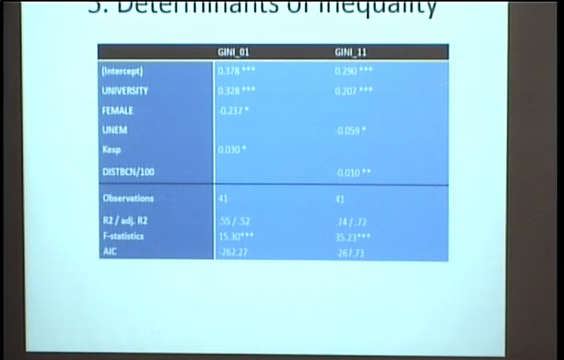 5. Determinants of Inequality
GINI_01 GINI_11
(Intercept) 0.378 *** 0.290 ***
UNIVERSITY 0.328 *** 0.207 ***
FEMALE -0.237 *
UNEM -0.059 *
Kesp 0.030 *
DISTBCN/100 -0.010 **
Observations 41 41
R2 / adj. R2 .55 / .52 .74 / .72
F-statistics 15.30*** 35.23***
AIC -262.27 -267.73